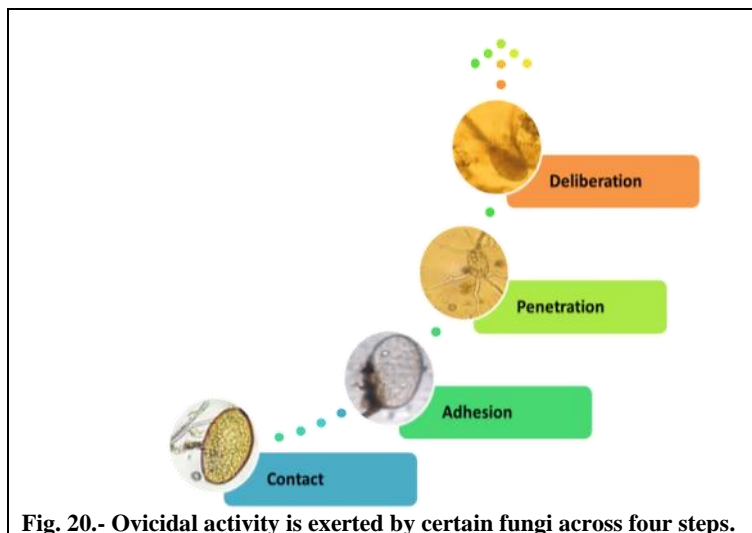 Deliberation
Penetration
Adhesion
Contact
Fig. 20.- Ovicidal activity is exerted by certain fungi across four steps.